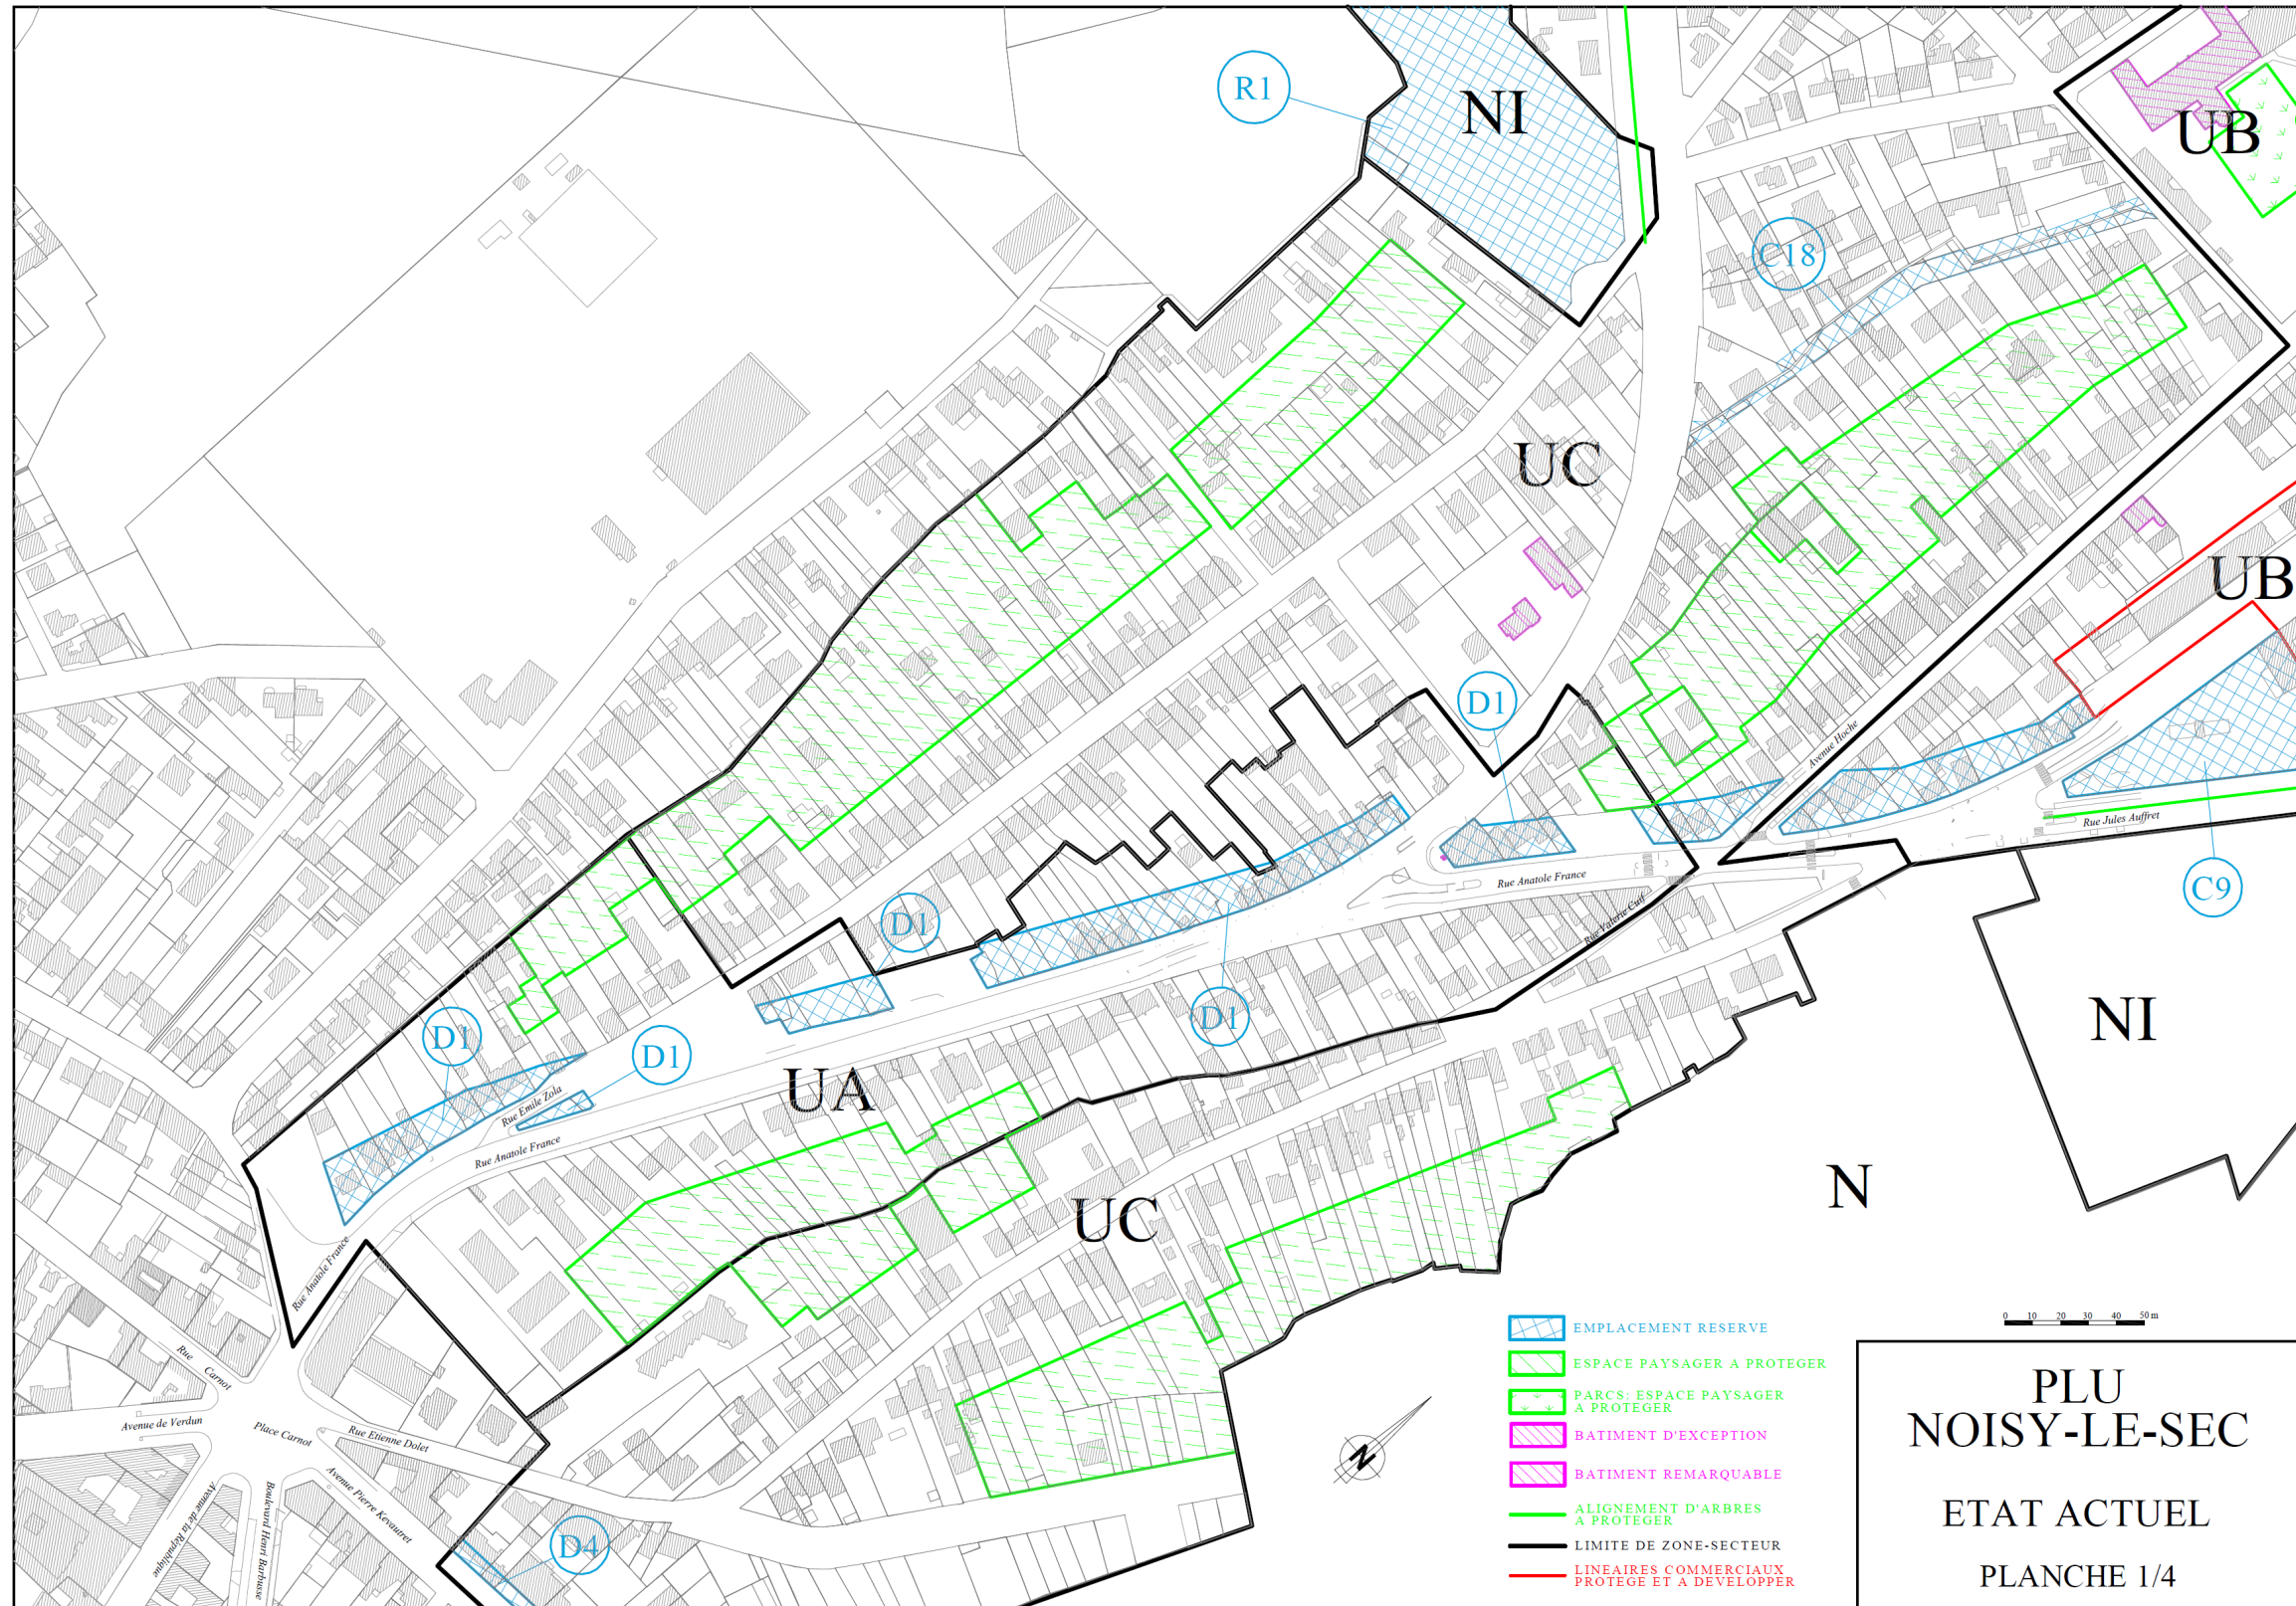 R1
NI
UB
C18
UC
UB
D1
Avenue Hoche
Rue Jules Auffret
Rue Anatole France
C9
D1
Rue Valerie Cuif
D1
NI
D1
D1
UA
Rue Emile Zola
Rue Anatole France
N
UC
Rue Anatole France
Rue Carnot
Avenue de Verdun
Place Carnot
Rue Etienne Dolet
Avenue Pierre Kevautret
Avenue de la République
Boulevard Henri Barbusse
D4
N
0 10 20 30 40 50 m
EMPLACEMENT RESERVE
ESPACE PAYSAGER A PROTEGER
PARCS: ESPACE PAYSAGER
A PROTEGER
BATIMENT D'EXCEPTION
BATIMENT REMARQUABLE
ALIGNEMENT D'ARBRES
A PROTEGER
LIMITE DE ZONE-SECTEUR
LINEAIRES COMMERCIAUX
PROTEGE ET A DEVELOPPER
PLU
NOISY-LE-SEC
ETAT ACTUEL
PLANCHE 1/4